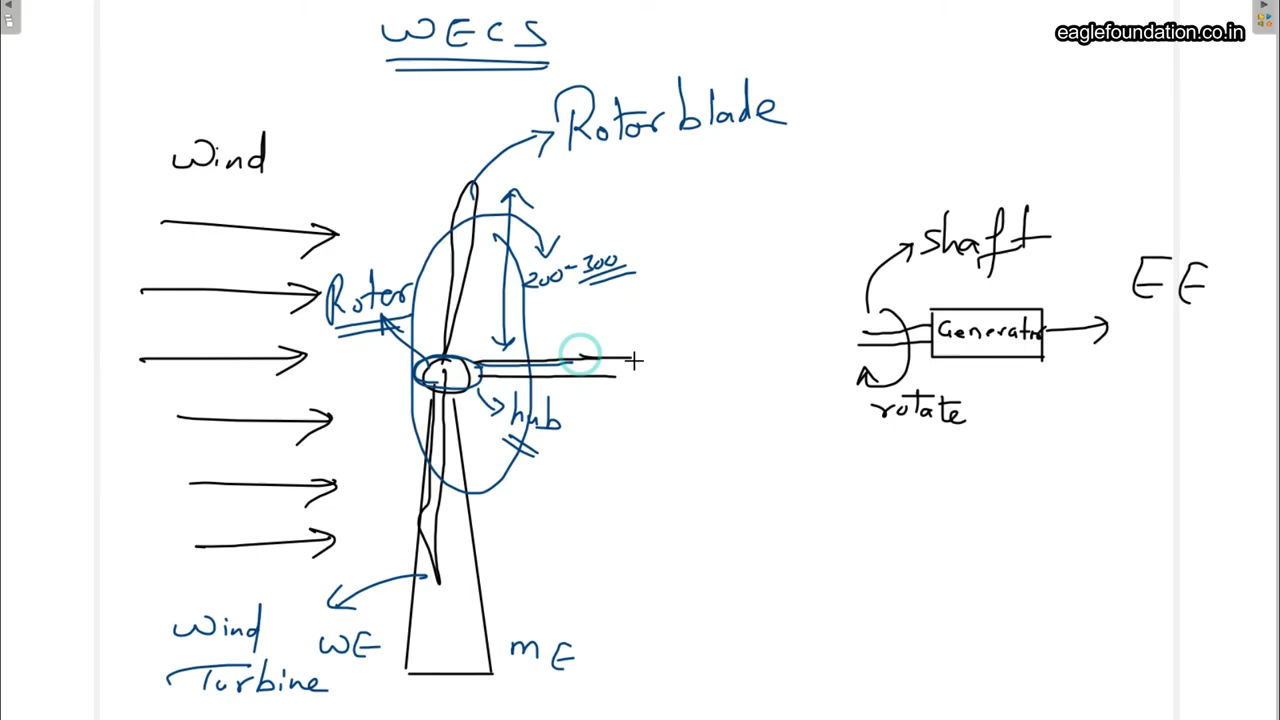 WECS
eaglefoundation.co.in
Rotor blade
Wind
shaft
200-300
EE
Rotor
Generator
hub
rotate
Wind
Turbine
WE
mE